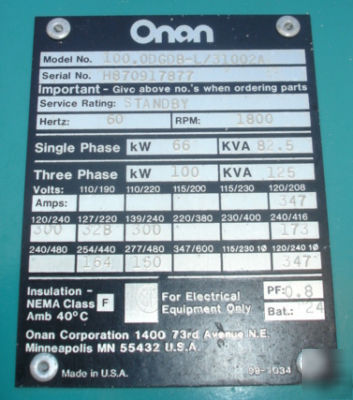 Onan
Model No. 100.0DGDB-L/31002A
Serial No. H870917877
Important - Give above no.'s when ordering parts
Service Rating: STANDBY
Hertz: 60 RPM: 1800
Single Phase kW 66 KVA 82.5
Three Phase kW 100 KVA 125
Volts: 110/190 110/220 115/200 115/230 120/208
Amps: 347
120/240 127/220 139/240 220/380 230/400 240/416
300 328 300 173
240/480 254/440 277/480 347/600 115/230 1Ø 120/240 1Ø
164 150 347
Insulation - NEMA Class F Amb 40°C
For Electrical Equipment Only
PF: 0.8
Bat.: 24
Onan Corporation 1400 73rd Avenue N.E.
Minneapolis MN 55432 U.S.A.
Made in U.S.A. 98-